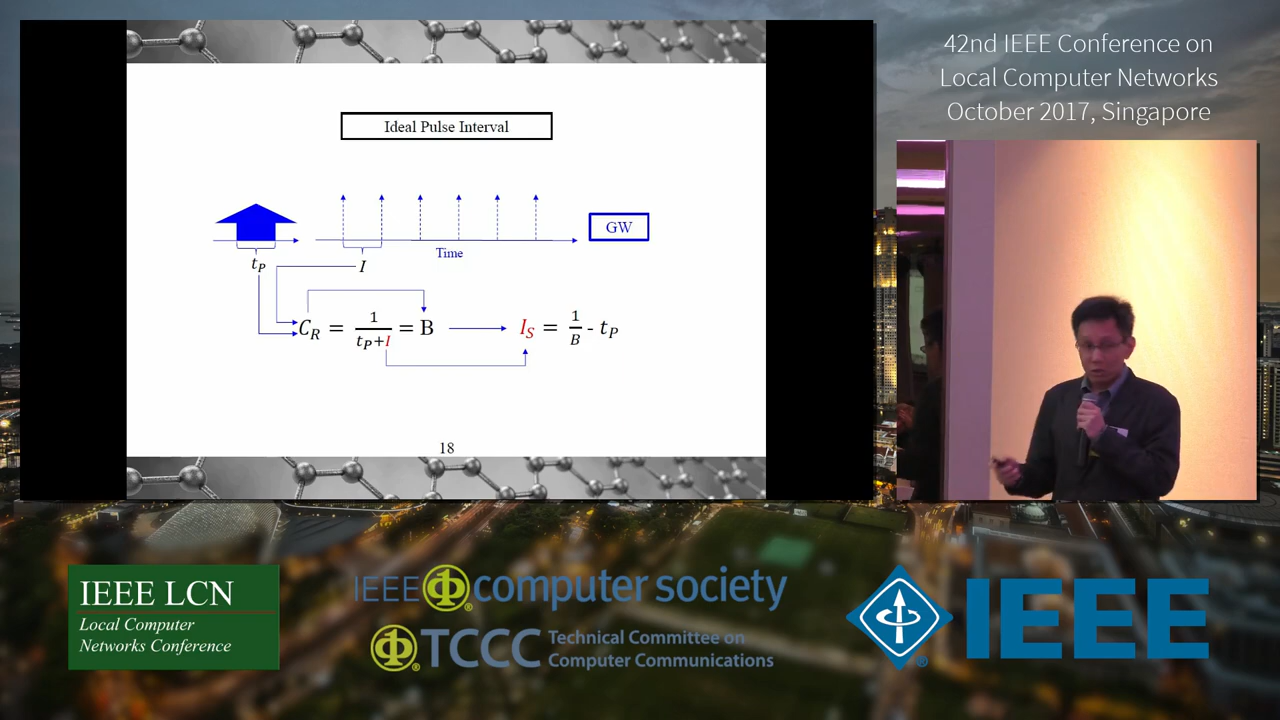 42nd IEEE Conference on
Local Computer Networks
October 2017, Singapore
Ideal Pulse Interval
GW
Time
t_P
I
C_R = 1/(t_P+I) = B
I_S = 1/B - t_P
18
IEEE LCN
Local Computer
Networks Conference
IEEE computer society
TCCC Technical Committee on
Computer Communications
IEEE